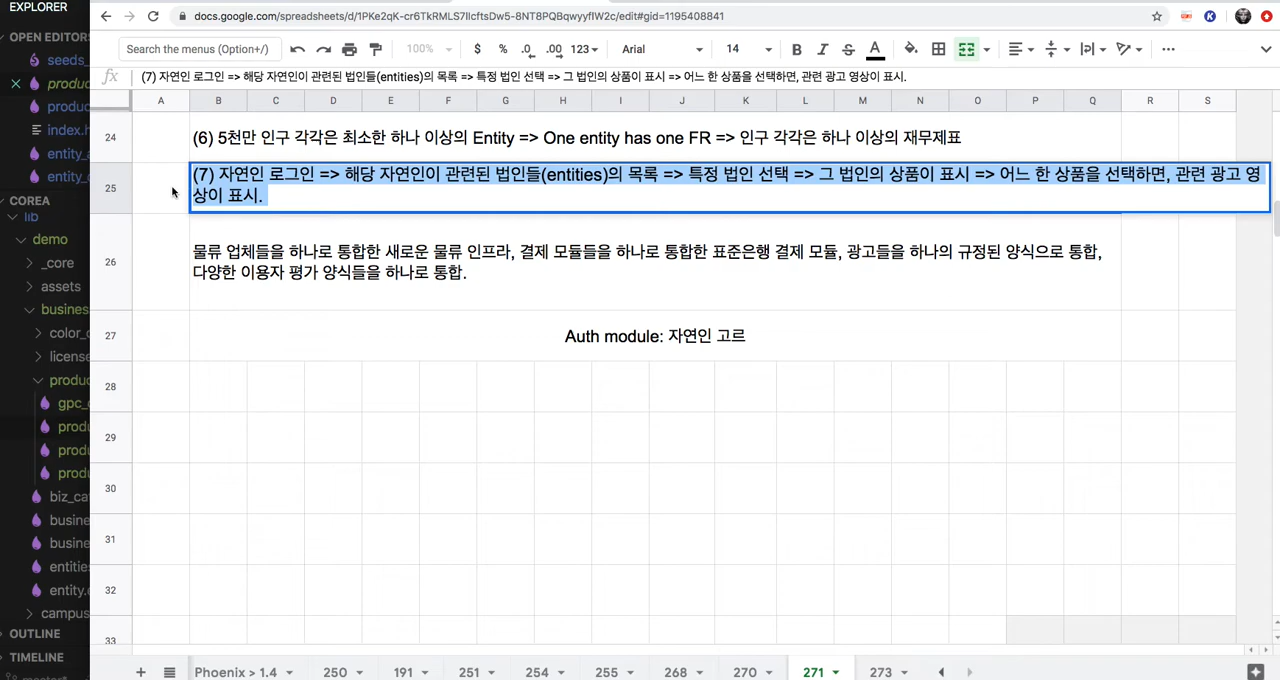 EXPLORER
OPEN EDITORS
seeds_
produc
produc
index.h
entity_a
entity_c
COREA
lib
demo
_core
assets
busines
color_c
license
produc
gpc_c
produ
produ
produ
biz_cat
busine
busine
entities
entity.e
campus
OUTLINE
TIMELINE
docs.google.com/spreadsheets/d/1PKe2qK-cr6TkRMLS7IlcftsDw5-8NT8PQBqwyyfIW2c/edit#gid=1195408841
Search the menus (Option+/) 100% $ % .0 .00 123 Arial 14 B I S A
fx (7) 자연인 로그인 => 해당 자연인이 관련된 법인들(entities)의 목록 => 특정 법인 선택 => 그 법인의 상품이 표시 => 어느 한 상품을 선택하면, 관련 광고 영상이 표시.
A B C D E F G H I J K L M N O P Q R S
24 (6) 5천만 인구 각각은 최소한 하나 이상의 Entity => One entity has one FR => 인구 각각은 하나 이상의 재무제표
25 (7) 자연인 로그인 => 해당 자연인이 관련된 법인들(entities)의 목록 => 특정 법인 선택 => 그 법인의 상품이 표시 => 어느 한 상품을 선택하면, 관련 광고 영
상이 표시.
26 물류 업체들을 하나로 통합한 새로운 물류 인프라, 결제 모듈들을 하나로 통합한 표준은행 결제 모듈, 광고들을 하나의 규정된 양식으로 통합,
다양한 이용자 평가 양식들을 하나로 통합.
27 Auth module: 자연인 고르
28
29
30
31
32
33
Phoenix > 1.4 250 191 251 254 255 268 270 271 273